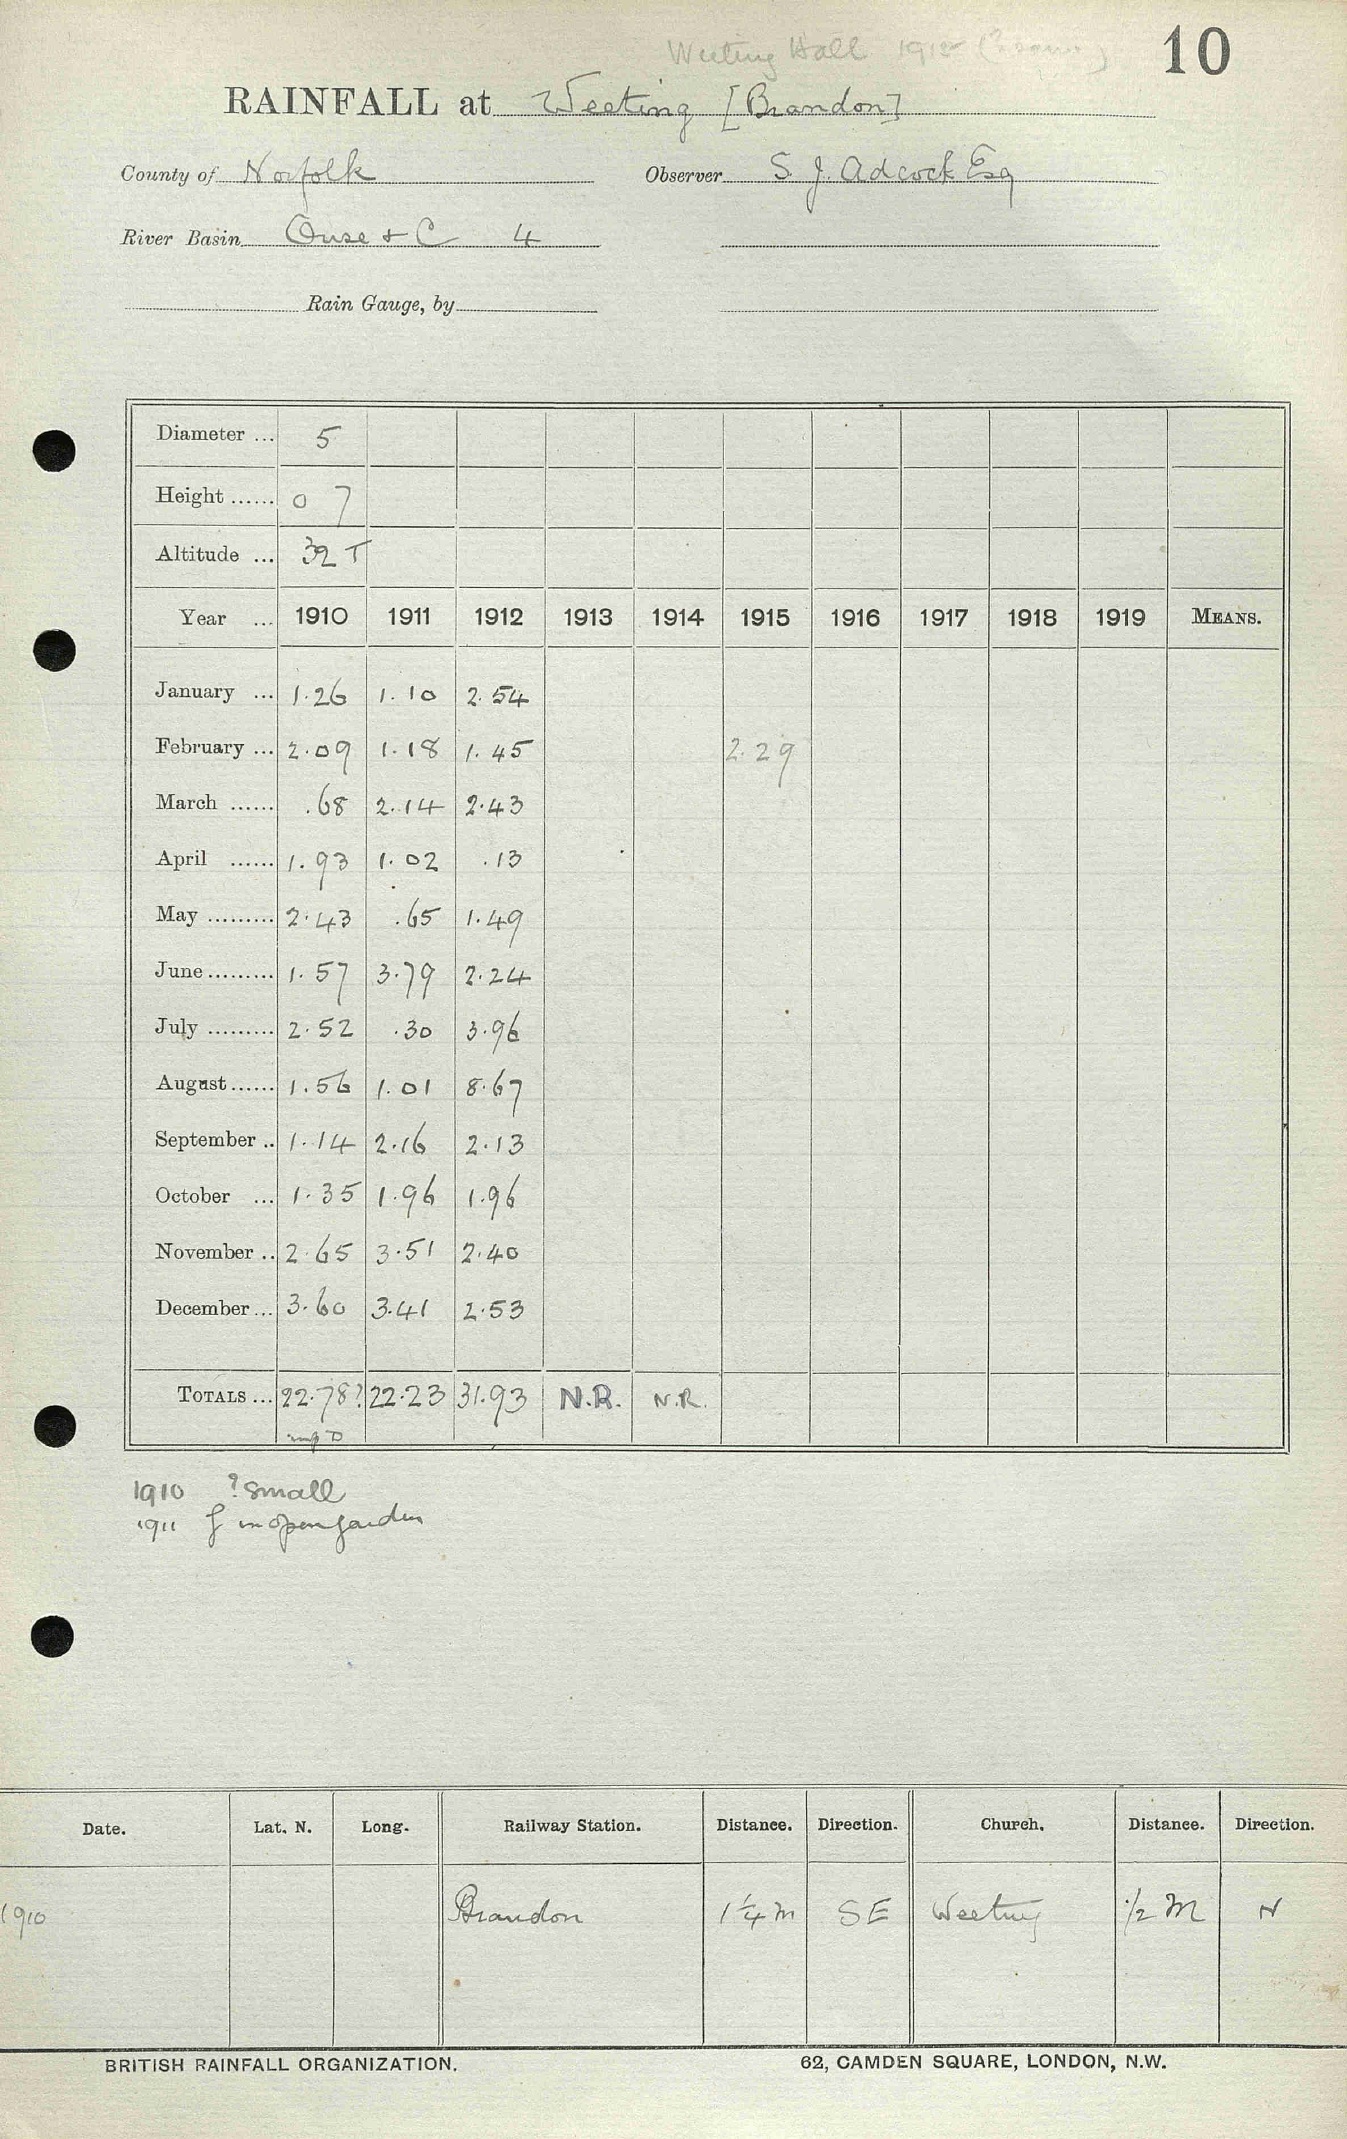 Weeting Hall 1915
10
RAINFALL at Weeting [Brandon]
County of Norfolk Observer S. J. Adcock Esq
River Basin Ouse + C 4
Rain Gauge, by
Diameter ... 5
Height ...... 0 7
Altitude ... 32 T
Year ... 1910 1911 1912 1913 1914 1915 1916 1917 1918 1919 MEANS.
January ... 1.26 1.10 2.54
February ... 2.09 1.18 1.45 2.29
March ...... .68 2.14 2.43
April ...... 1.93 1.02 .13
May ......... 2.43 .65 1.49
June ......... 1.57 3.79 2.24
July ......... 2.52 .30 3.96
August ...... 1.56 1.01 8.67
September .. 1.14 2.16 2.13
October ... 1.35 1.96 1.96
November .. 2.65 3.51 2.40
December ... 3.60 3.41 2.53
TOTALS ... 22.78? 22.23 31.93 N.R. N.R.
1910 ? small
1911 in open garden
Date. Lat. N. Long. Railway Station. Distance. Direction. Church. Distance. Direction.
1910 Brandon 1¼ m SE Weeting ½ M N
BRITISH RAINFALL ORGANIZATION. 62, CAMDEN SQUARE, LONDON, N.W.